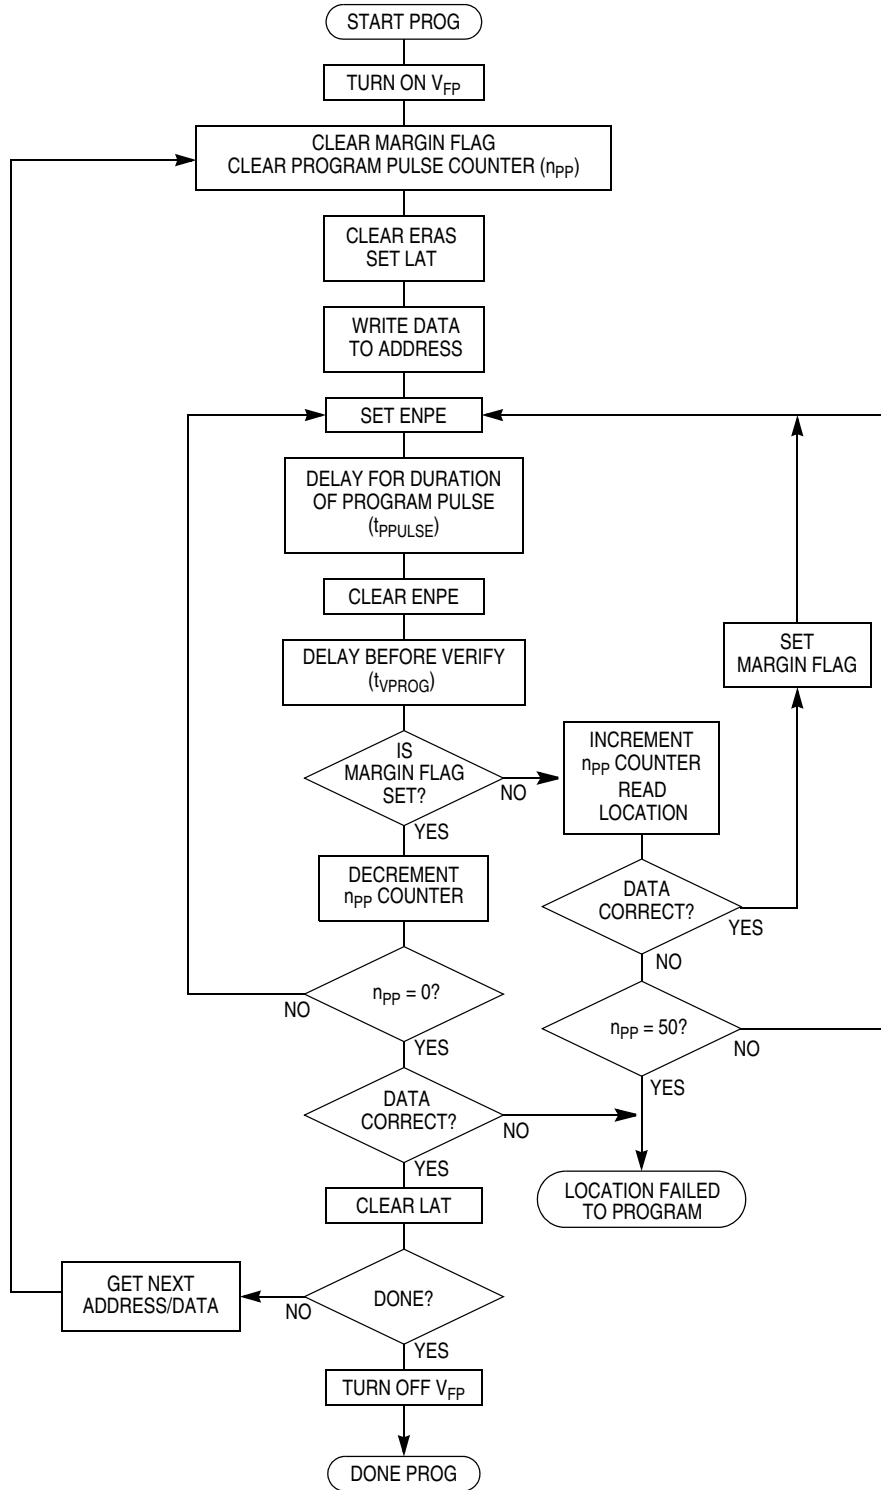 START PROG
TURN ON VFP
CLEAR MARGIN FLAG
CLEAR PROGRAM PULSE COUNTER (nPP)
CLEAR ERAS
SET LAT
WRITE DATA
TO ADDRESS
SET ENPE
DELAY FOR DURATION
OF PROGRAM PULSE
(tPPULSE)
CLEAR ENPE
DELAY BEFORE VERIFY
(tVPROG)
SET
MARGIN FLAG
IS
MARGIN FLAG
SET?
NO
YES
INCREMENT
nPP COUNTER
READ
LOCATION
DECREMENT
nPP COUNTER
DATA
CORRECT?
YES
NO
nPP = 0?
NO
YES
nPP = 50?
NO
YES
DATA
CORRECT?
NO
YES
LOCATION FAILED
TO PROGRAM
CLEAR LAT
GET NEXT
ADDRESS/DATA
DONE?
NO
YES
TURN OFF VFP
DONE PROG